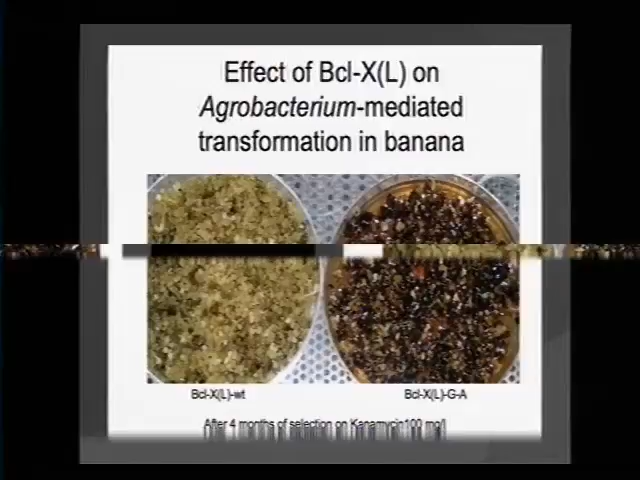 Effect of Bcl-X(L) on
Agrobacterium-mediated
transformation in banana
Bcl-X(L)-wt
Bcl-X(L)-G-A
After 4 months of selection on Kanamycin100 mg/l